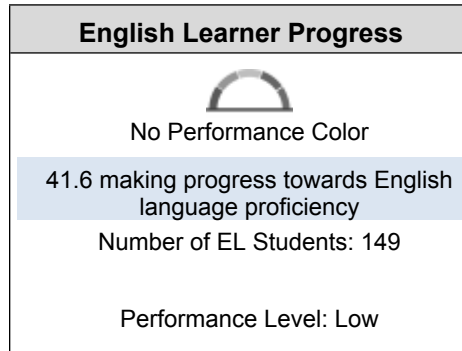 English Learner Progress
No Performance Color
41.6 making progress towards English
language proficiency
Number of EL Students: 149
Performance Level: Low